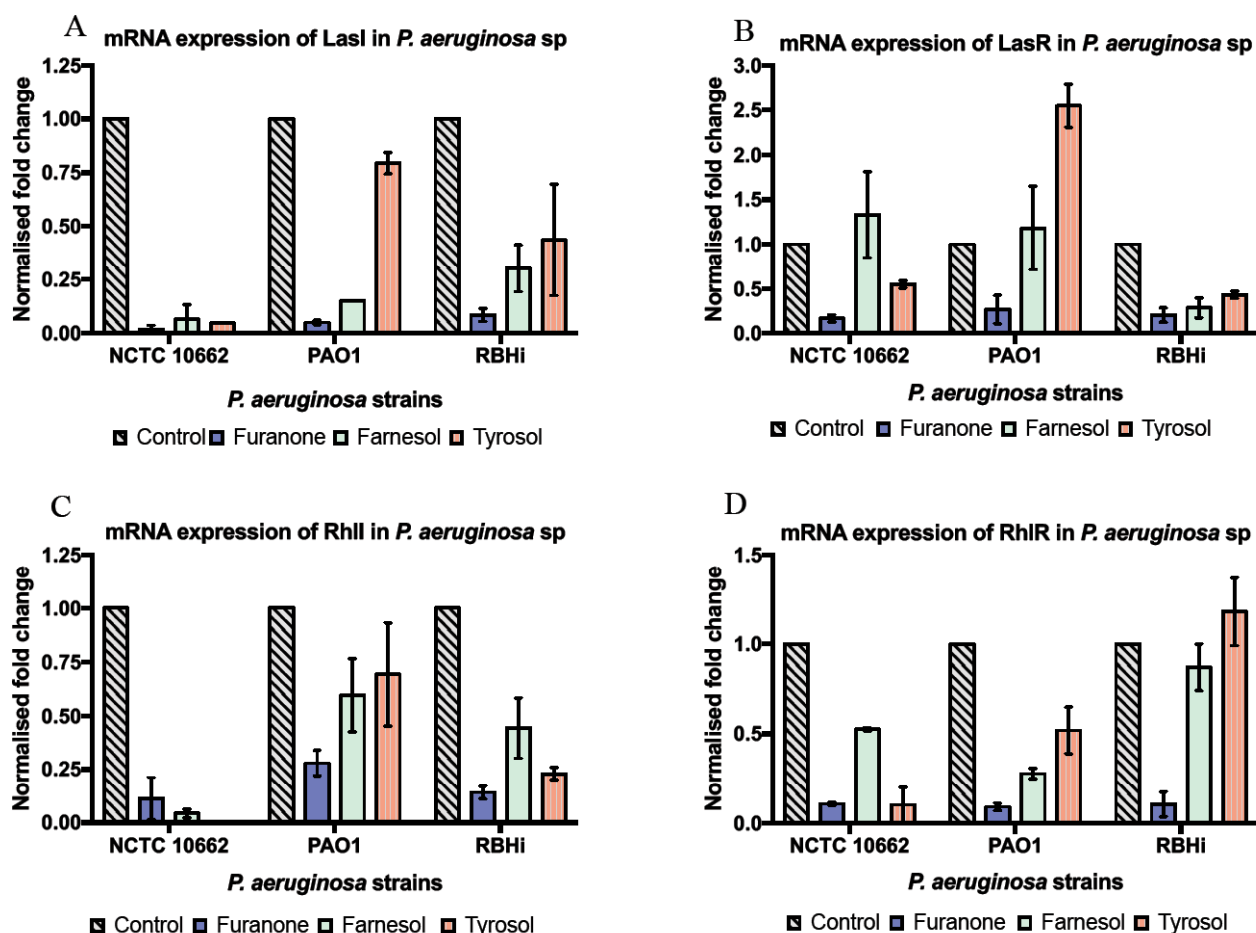 A
mRNA expression of LasI in P. aeruginosa sp
Normalised fold change
1.25
1.00
0.75
0.50
0.25
0.00
NCTC 10662 PAO1 RBHi
P. aeruginosa strains
Control Furanone Farnesol Tyrosol
B
mRNA expression of LasR in P. aeruginosa sp
Normalised fold change
3.0
2.5
2.0
1.5
1.0
0.5
0.0
NCTC 10662 PAO1 RBHi
P. aeruginosa strains
Control Furanone Farnesol Tyrosol
C
mRNA expression of RhlI in P. aeruginosa sp
Normalised fold change
1.25
1.00
0.75
0.50
0.25
0.00
NCTC 10662 PAO1 RBHi
P. aeruginosa strains
Control Furanone Farnesol Tyrosol
D
mRNA expression of RhlR in P. aeruginosa sp
Normalised fold change
1.5
1.0
0.5
0.0
NCTC 10662 PAO1 RBHi
P. aeruginosa strains
Control Furanone Farnesol Tyrosol